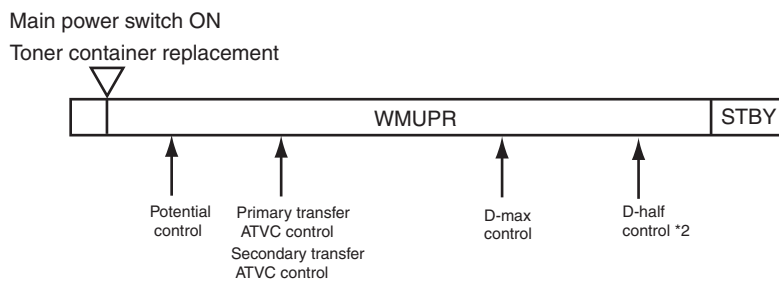 Main power switch ON
Toner container replacement
WMUPR
STBY
Potential
control
Primary transfer
ATVC control
Secondary transfer
ATVC control
D-max
control
D-half
control *2